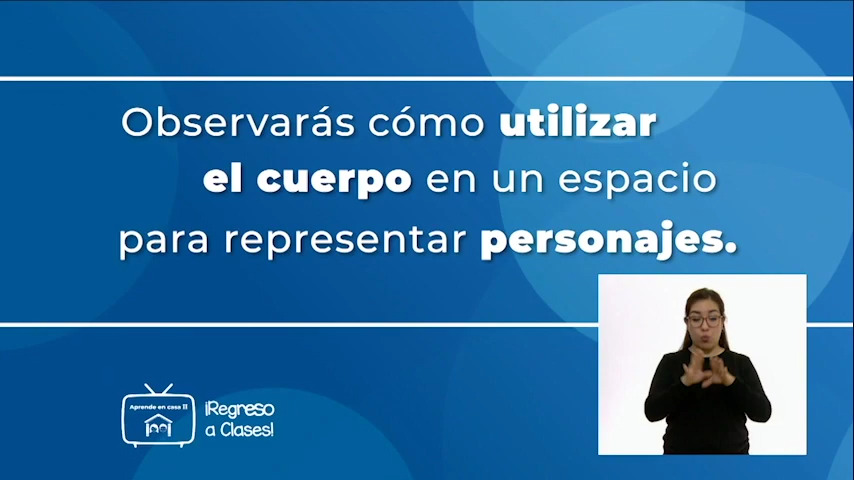 Observarás cómo utilizar
el cuerpo en un espacio
para representar personajes.
Aprende en casa II
¡Regreso
a Clases!